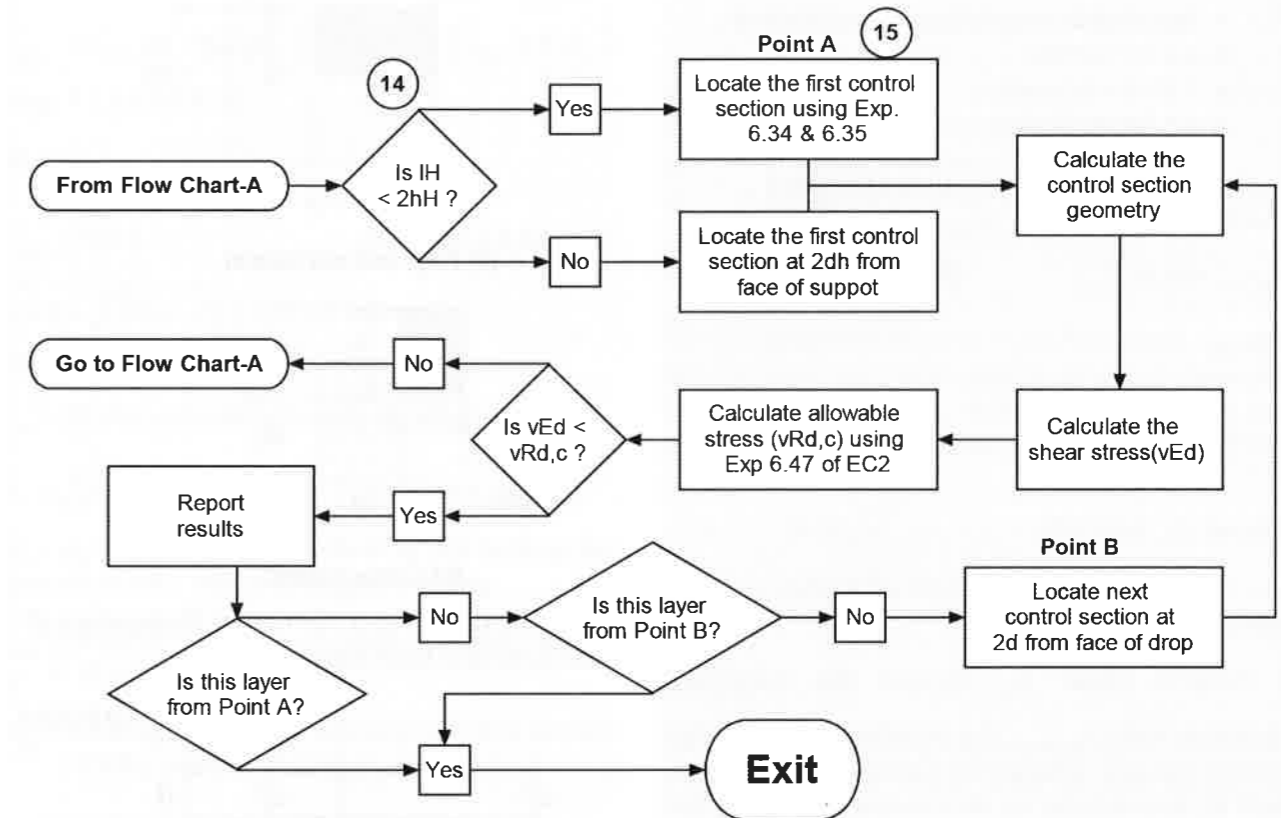 Point A
15
14
Yes
Locate the first control
section using Exp.
6.34 & 6.35
From Flow Chart-A
Is lH
< 2hH ?
Calculate the
control section
geometry
No
Locate the first control
section at 2dh from
face of suppot
Go to Flow Chart-A
No
Is vEd <
vRd,c ?
Calculate allowable
stress (vRd,c) using
Exp 6.47 of EC2
Calculate the
shear stress(vEd)
Report
results
Yes
Point B
No
Is this layer
from Point B?
No
Locate next
control section at
2d from face of drop
Is this layer
from Point A?
Yes
Exit